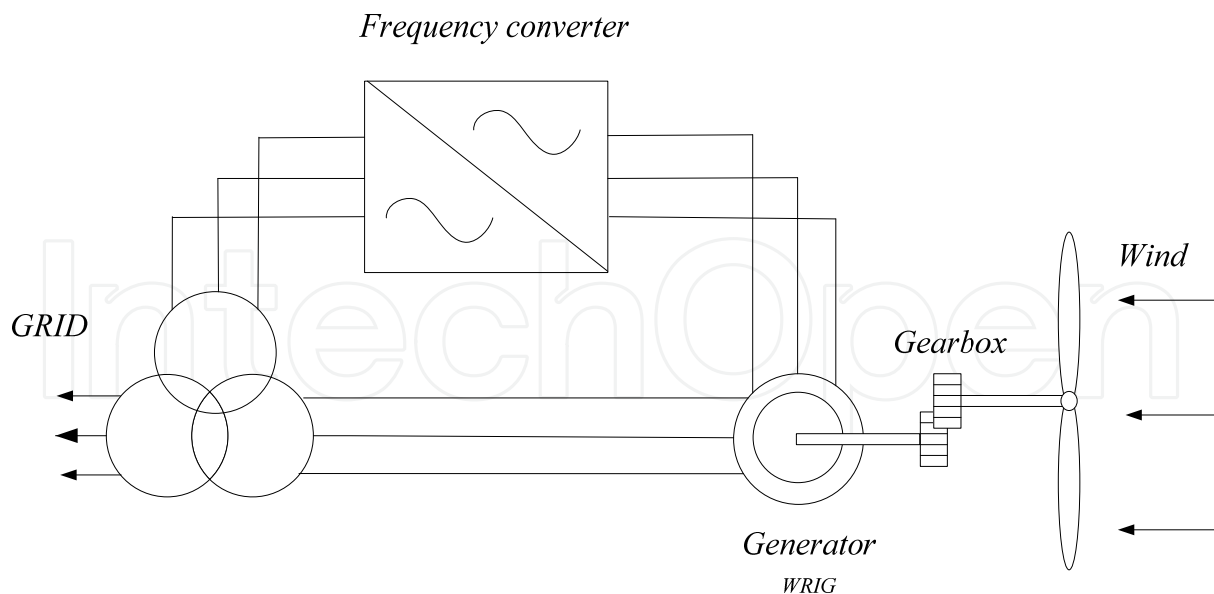 Frequency converter
Wind
GRID
Gearbox
IntechOpen
Generator
WRIG